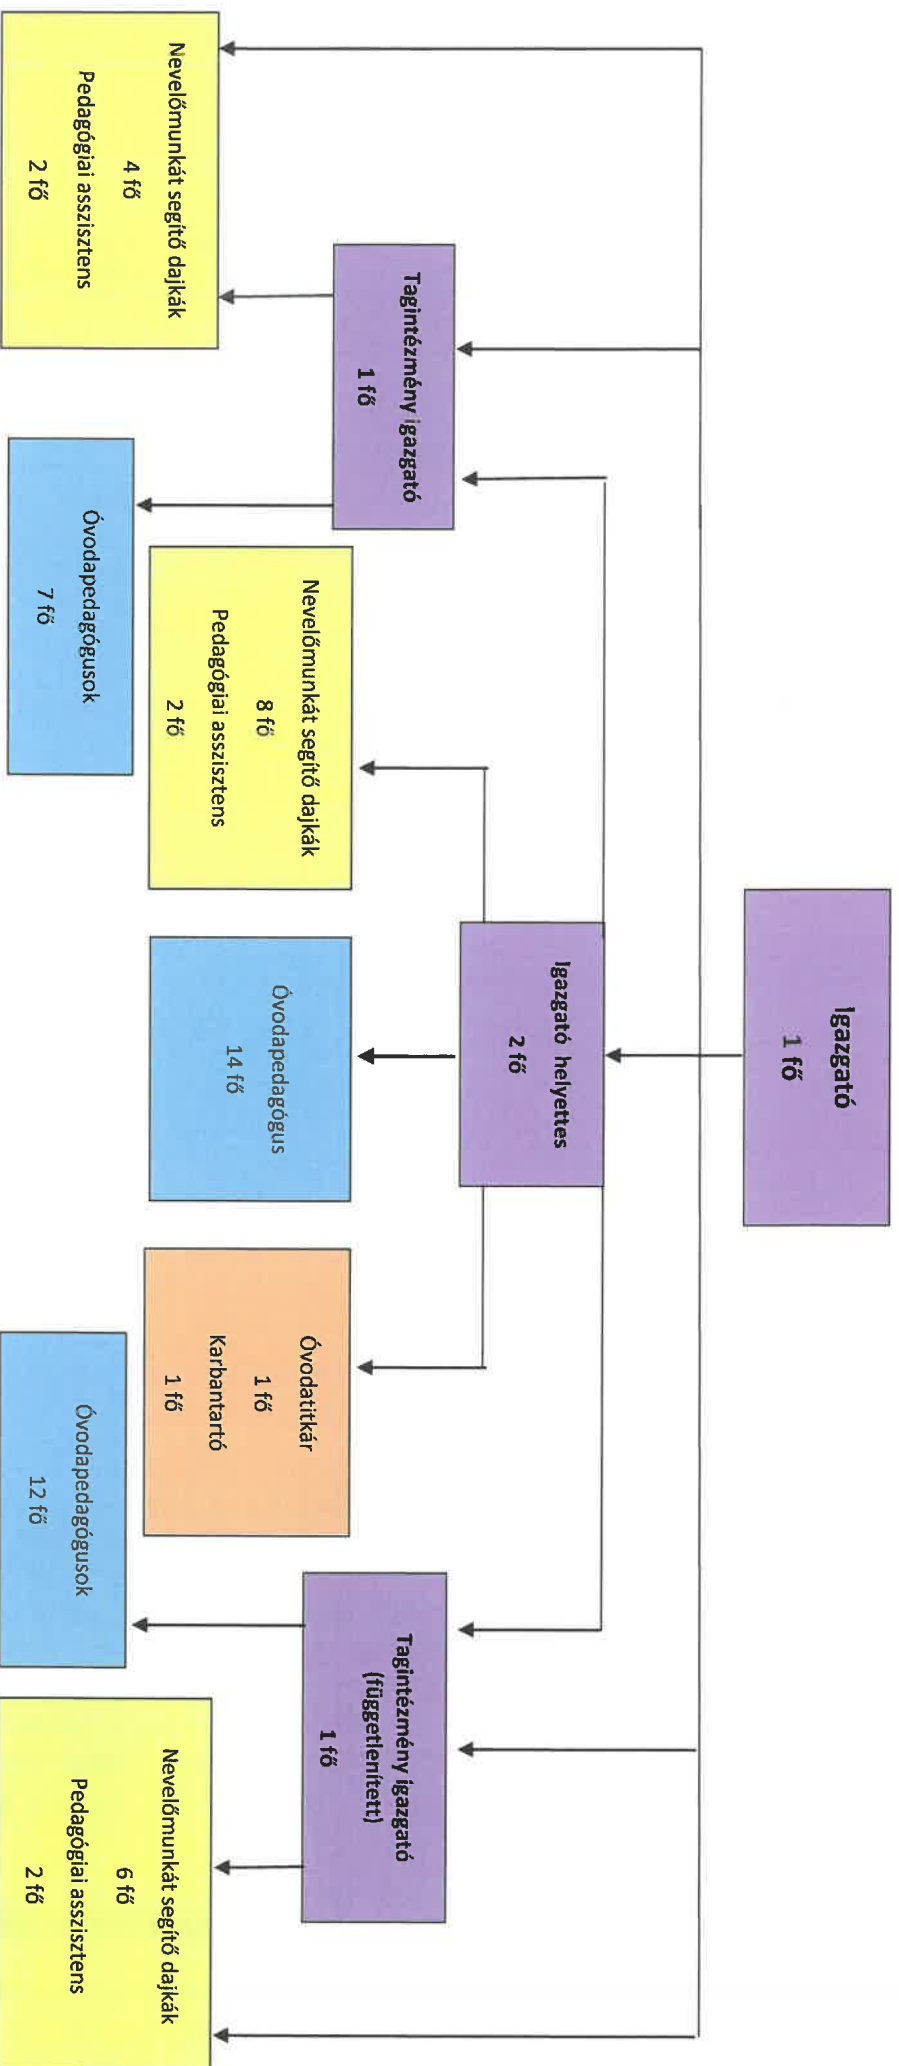 Igazgató
1 fő
Igazgató helyettes
2 fő
Tagintézmény igazgató
1 fő
Tagintézmény igazgató
(függetlenített)
1 fő
Nevelőmunkát segítő dajkák
4 fő
Pedagógiai asszisztens
2 fő
Óvodapedagógusok
7 fő
Nevelőmunkát segítő dajkák
8 fő
Pedagógiai asszisztens
2 fő
Óvodapedagógus
14 fő
Óvodatitkár
1 fő
Karbantartó
1 fő
Óvodapedagógusok
12 fő
Nevelőmunkát segítő dajkák
6 fő
Pedagógiai asszisztens
2 fő